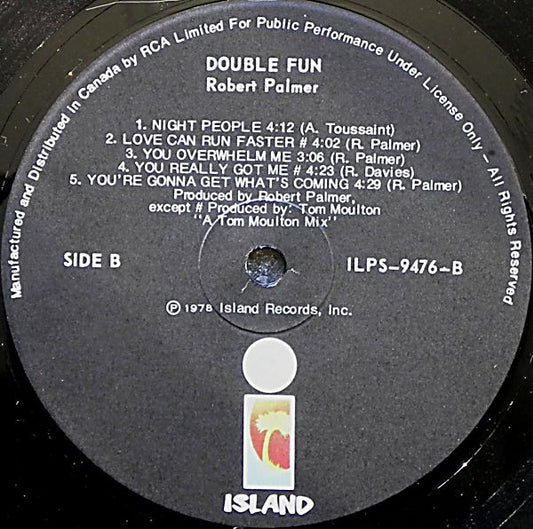 Manufactured and Distributed in Canada by RCA Limited For Public Performance Under License Only – All Rights Reserved
DOUBLE FUN
Robert Palmer
1. NIGHT PEOPLE 4:12 (A. Toussaint)
2. LOVE CAN RUN FASTER # 4:02 (R. Palmer)
3. YOU OVERWHELM ME 3:06 (R. Palmer)
4. YOU REALLY GOT ME # 4:23 (R. Davies)
5. YOU'RE GONNA GET WHAT'S COMING 4:29 (R. Palmer)
Produced by Robert Palmer,
except # Produced by: Tom Moulton
"A Tom Moulton Mix"
SIDE B
ILPS-9476-B
℗ 1978 Island Records, Inc.
ISLAND